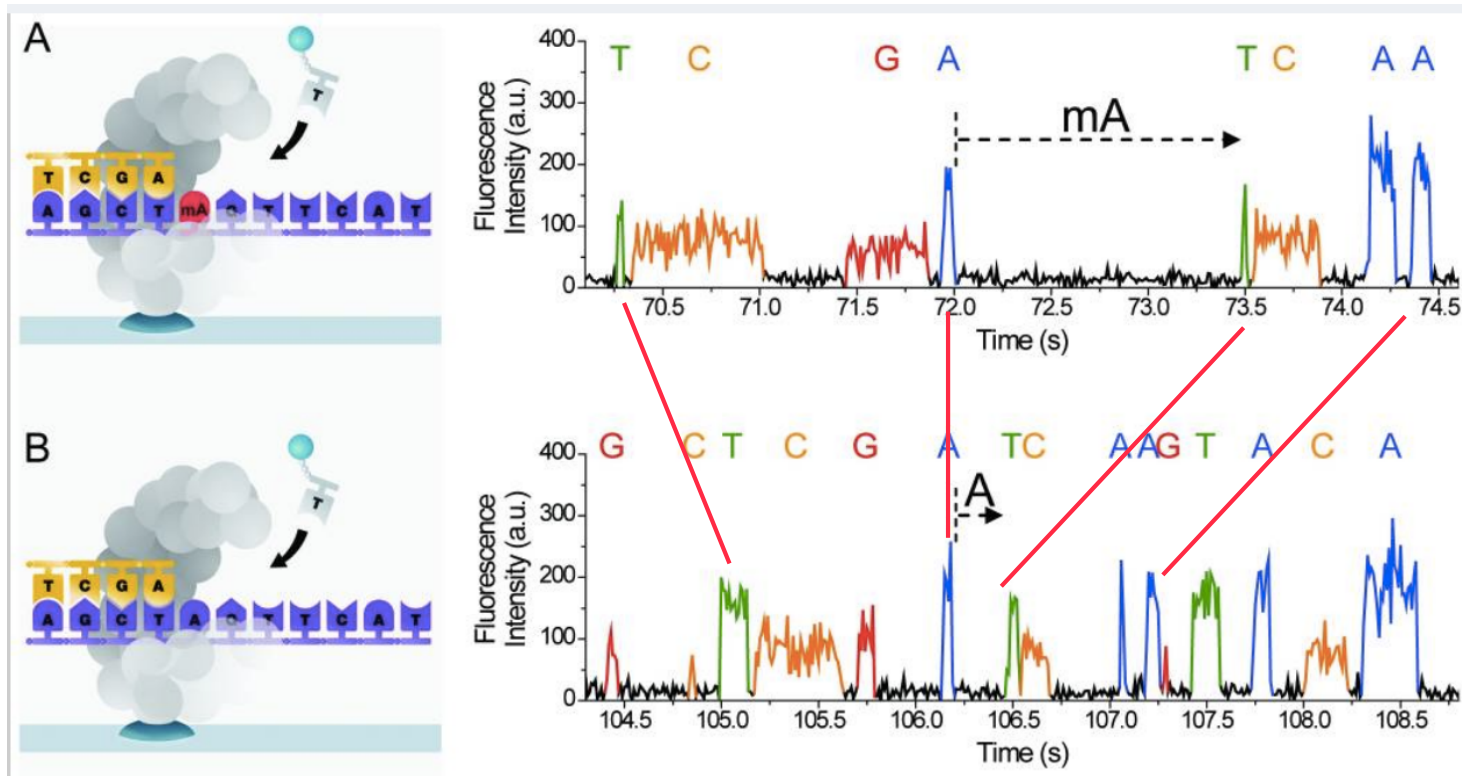 A
T
T C G A
A G C T mA G T T C A T
T C G A T C A A
mA
Fluorescence
Intensity (a.u.)
400
300
200
100
0
70.5 71.0 71.5 72.0 72.5 73.0 73.5 74.0 74.5
Time (s)
B
T
T C G A
A G C T A G T T C A T
G C T C G A T C A A G T A C A
A
Fluorescence
Intensity (a.u.)
400
300
200
100
0
104.5 105.0 105.5 106.0 106.5 107.0 107.5 108.0 108.5
Time (s)